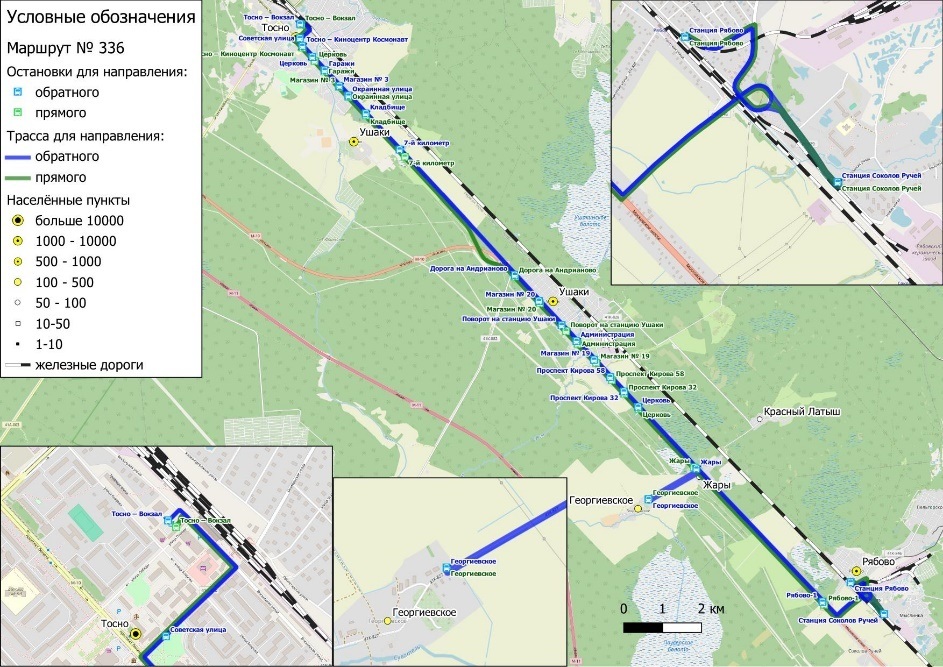 Условные обозначения
Маршрут № 336
Остановки для направления:
обратного
прямого
Трасса для направления:
обратного
прямого
Населённые пункты
больше 10000
1000 - 10000
500 - 1000
100 - 500
50 - 100
10-50
1-10
железные дороги
Тосно – Вокзал
Тосно – Вокзал
Тосно
Советская улица
Тосно – Киноцентр Космонавт
но – Киноцентр Космонавт
Церковь
Церковь
Гаражи
Гаражи
Магазин № 3
Магазин № 3
Окраинная улица
Окраинная улица
Кладбище
Кладбище
Ушаки
7-й километр
7-й километр
Дорога на Андрианово
Дорога на Андрианово
Магазин № 20
Магазин № 20
Ушаки
Поворот на станцию Ушаки
Поворот на станцию Ушаки
Администрация
Администрация
Магазин № 19
Магазин № 19
Проспект Кирова 58
Проспект Кирова 58
Проспект Кирова 32
Проспект Кирова 32
Церковь
Церковь
Красный Латыш
Жары
Жары
Жары
Георгиевское
Георгиевское
Георгиевское
Рябово
Станция Рябово
Рябово-1
Рябово-1
Станция Соколов Ручей
0 1 2 км
Станция Рябово
Станция Рябово
Станция Соколов Ручей
Станция Соколов Ручей
Тосно – Вокзал
Тосно – Вокзал
Тосно
Советская улица
Георгиевское
Георгиевское
Георгиевское